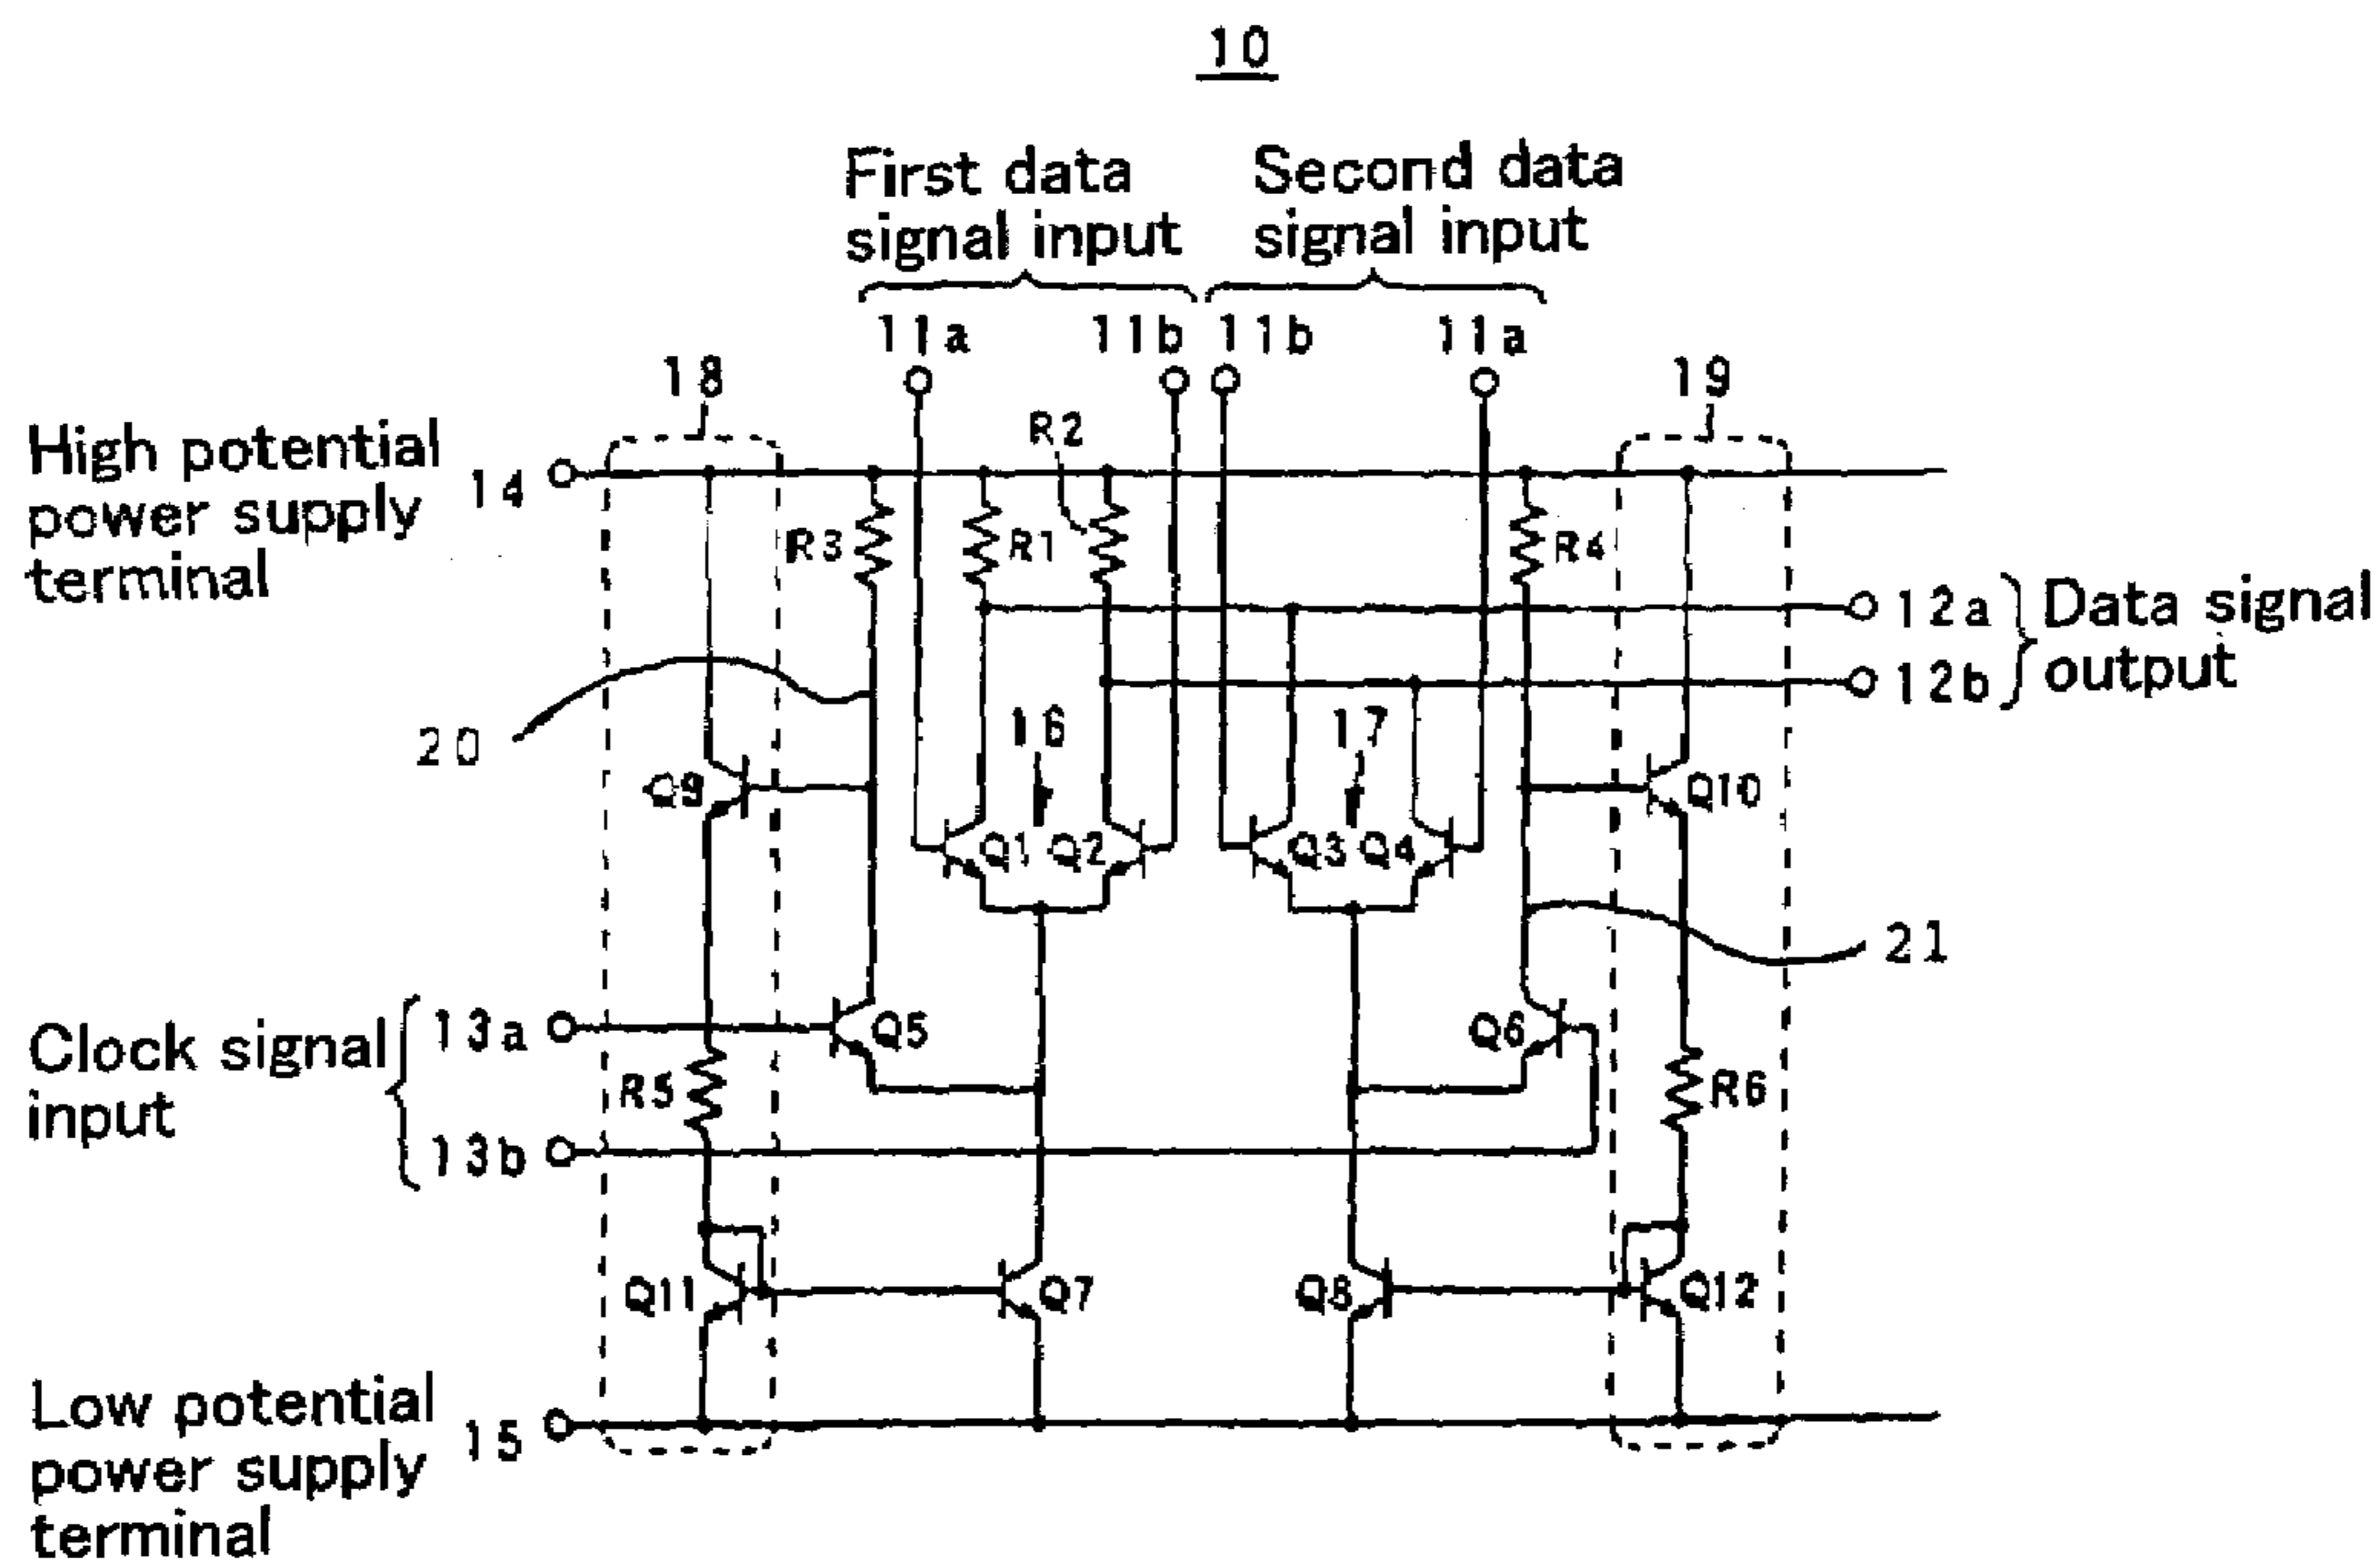 10
First data
signal input
Second data
signal input
11a
11b
11b
11a
18
19
R2
High potential
power supply
terminal
14
R3
R1
R4
12a
12b
Data signal
output
20
16
17
Q9
Q10
Q1
Q2
Q3
Q4
21
Clock signal
input
13a
13b
Q5
Q6
R5
R6
Q11
Q7
Q8
Q12
Low potential
power supply
terminal
15